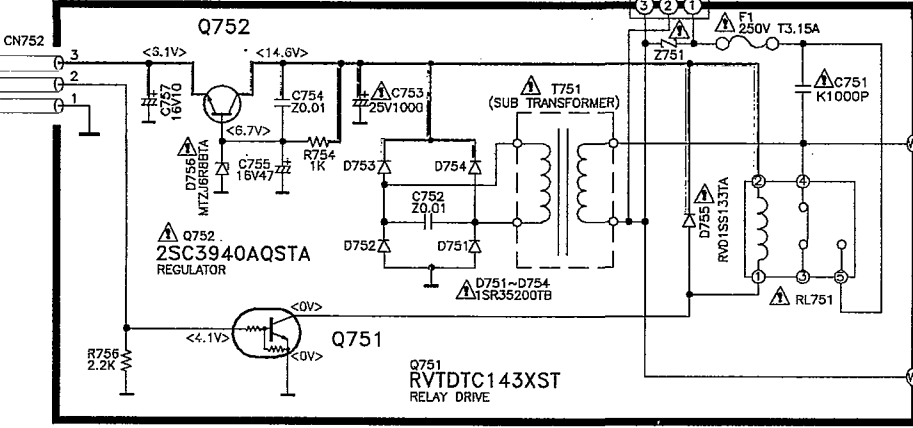 3 2 1
F1
250V T3.15A
Q752
CN752
<6.1V>
<14.6V>
Z751
3
2
1
C757
16V10
C754
Z0.01
C753
25V1000
T751
(SUB TRANSFORMER)
C751
K1000P
<6.7V>
R754
1K
D756
MTZJ6R8BTA
C755
16V47
D753
D754
C752
Z0.01
D755
RVD1SS133TA
2
4
D752
D751
Q752
2SC3940AQSTA
REGULATOR
D751~D754
1SR35200TB
1
3
5
RL751
<0V>
<4.1V>
Q751
<0V>
R756
2.2K
Q751
RVTDTC143XST
RELAY DRIVE